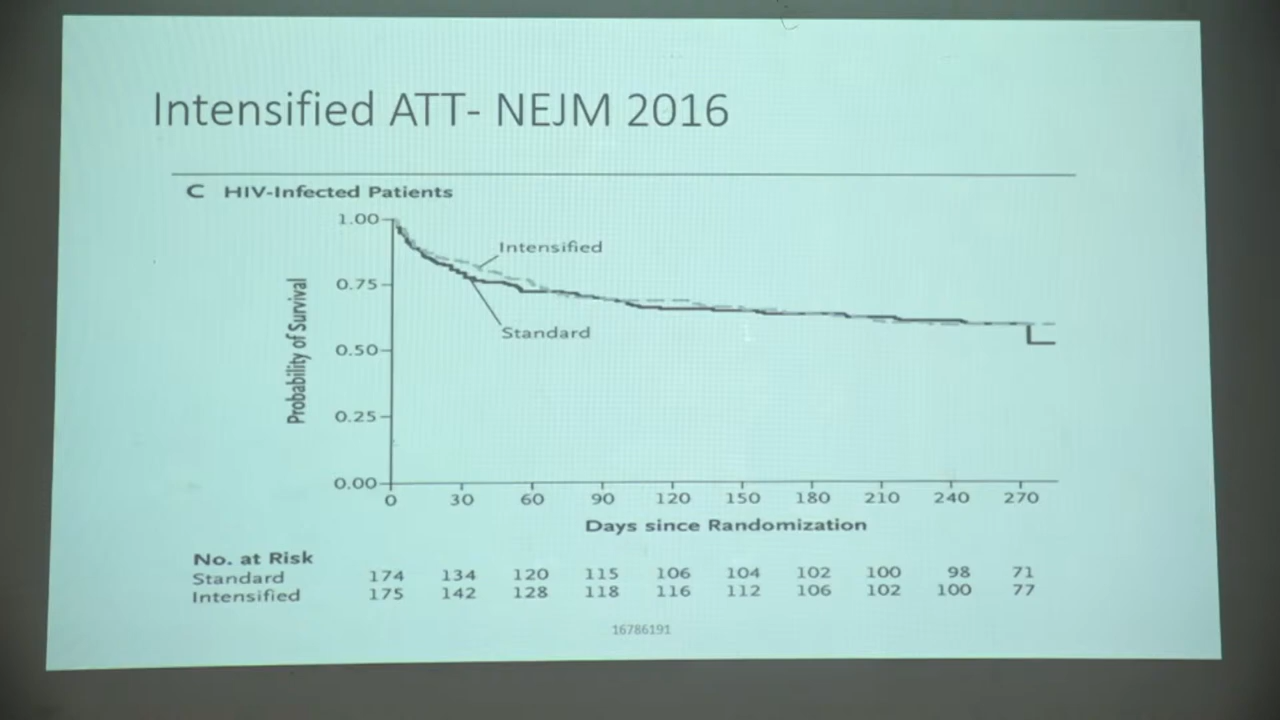 Intensified ATT- NEJM 2016
C HIV-Infected Patients
1.00
0.75
0.50
0.25
0.00
Probability of Survival
Intensified
Standard
0 30 60 90 120 150 180 210 240 270
Days since Randomization
No. at Risk
Standard 174 134 120 115 106 104 102 100 98 71
Intensified 175 142 128 118 116 112 106 102 100 77
16786191